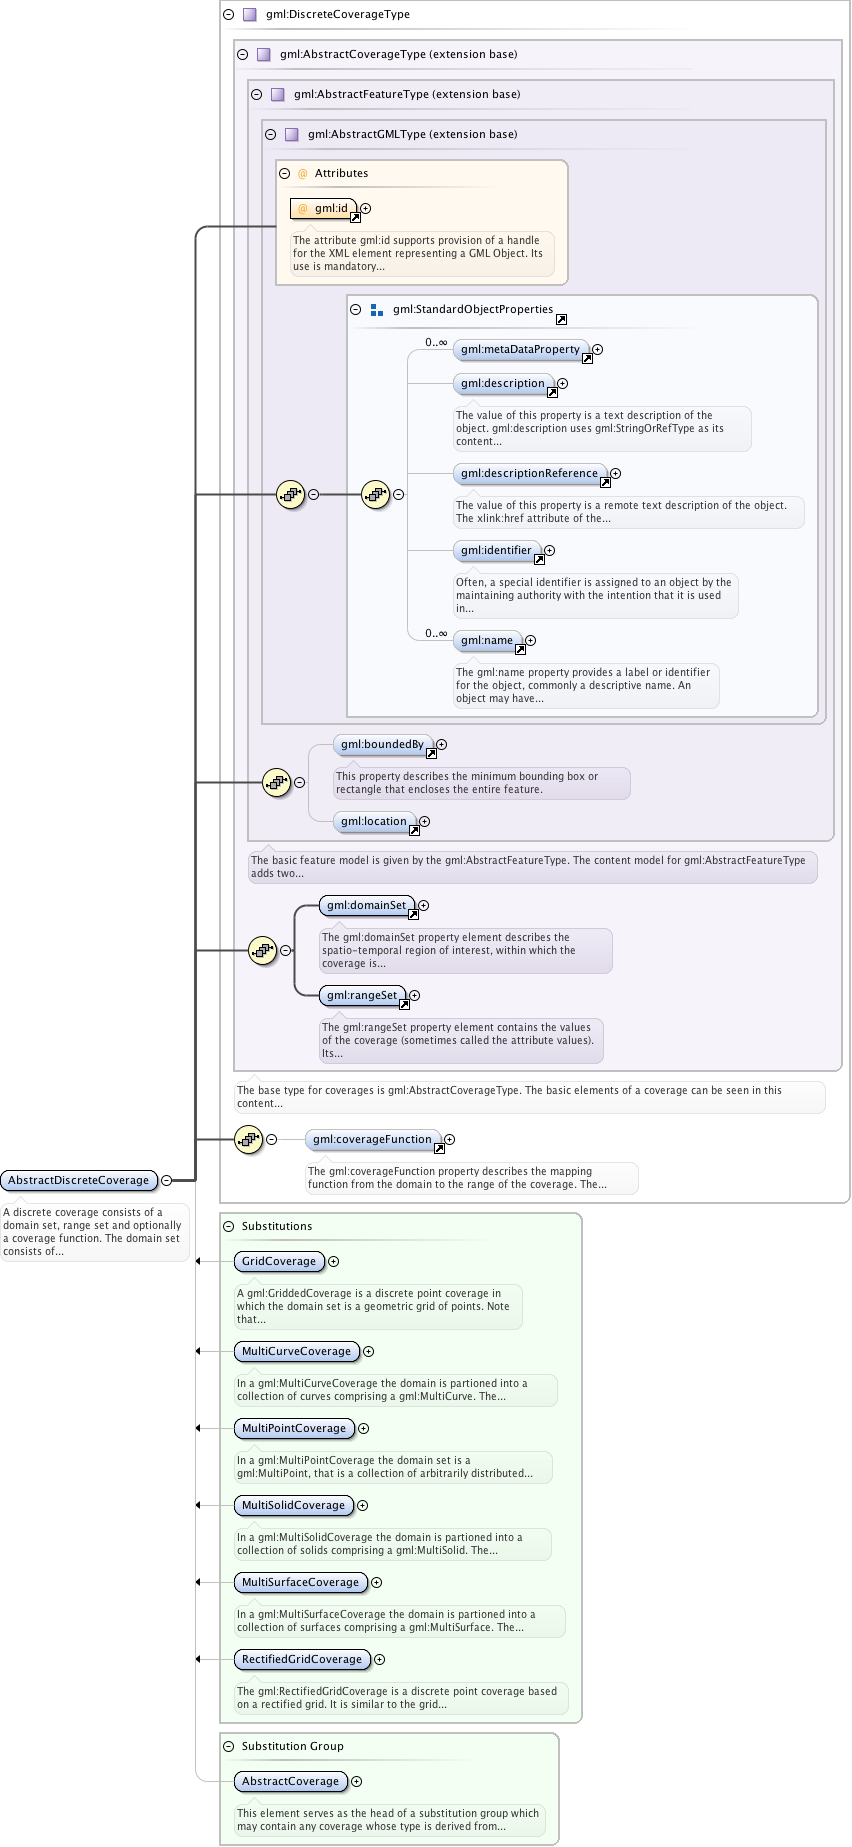 gml:DiscreteCoverageType
gml:AbstractCoverageType (extension base)
gml:AbstractFeatureType (extension base)
gml:AbstractGMLType (extension base)
@ Attributes
@ gml:id
The attribute gml:id supports provision of a handle
for the XML element representing a GML Object. Its
use is mandatory...
gml:StandardObjectProperties
0..∞
gml:metaDataProperty
gml:description
The value of this property is a text description of the
object. gml:description uses gml:StringOrRefType as its
content...
gml:descriptionReference
The value of this property is a remote text description of the object.
The xlink:href attribute of the...
gml:identifier
Often, a special identifier is assigned to an object by the
maintaining authority with the intention that it is used
in...
0..∞
gml:name
The gml:name property provides a label or identifier
for the object, commonly a descriptive name. An
object may have...
gml:boundedBy
This property describes the minimum bounding box or
rectangle that encloses the entire feature.
gml:location
The basic feature model is given by the gml:AbstractFeatureType. The content model for gml:AbstractFeatureType
adds two...
gml:domainSet
The gml:domainSet property element describes the
spatio-temporal region of interest, within which the
coverage is...
gml:rangeSet
The gml:rangeSet property element contains the values
of the coverage (sometimes called the attribute values).
Its...
The base type for coverages is gml:AbstractCoverageType. The basic elements of a coverage can be seen in this
content...
gml:coverageFunction
The gml:coverageFunction property describes the mapping
function from the domain to the range of the coverage. The...
AbstractDiscreteCoverage
A discrete coverage consists of a
domain set, range set and optionally
a coverage function. The domain set
consists of...
Substitutions
GridCoverage
A gml:GriddedCoverage is a discrete point coverage in
which the domain set is a geometric grid of points. Note
that...
MultiCurveCoverage
In a gml:MultiCurveCoverage the domain is partioned into a
collection of curves comprising a gml:MultiCurve. The...
MultiPointCoverage
In a gml:MultiPointCoverage the domain set is a
gml:MultiPoint, that is a collection of arbitrarily distributed...
MultiSolidCoverage
In a gml:MultiSolidCoverage the domain is partioned into a
collection of solids comprising a gml:MultiSolid. The...
MultiSurfaceCoverage
In a gml:MultiSurfaceCoverage the domain is partioned into a
collection of surfaces comprising a gml:MultiSurface. The...
RectifiedGridCoverage
The gml:RectifiedGridCoverage is a discrete point coverage based
on a rectified grid. It is similar to the grid...
Substitution Group
AbstractCoverage
This element serves as the head of a substitution group which
may contain any coverage whose type is derived from...